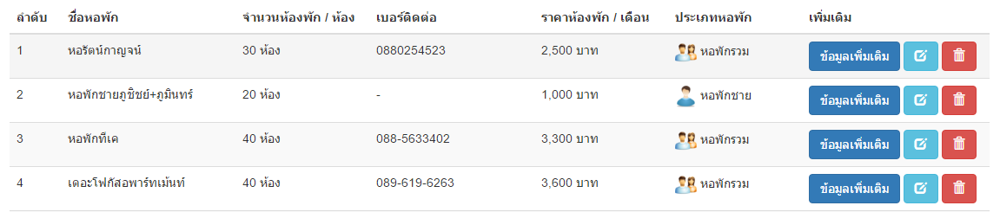 ลำดับ ชื่อหอพัก จำนวนห้องพัก / ห้อง เบอร์ติดต่อ ราคาห้องพัก / เดือน ประเภทหอพัก เพิ่มเติม
1 หอรัตน์กาญจน์ 30 ห้อง 0880254523 2,500 บาท หอพักรวม ข้อมูลเพิ่มเติม
2 หอพักชายภูชิชย์+ภูมินทร์ 20 ห้อง - 1,000 บาท หอพักชาย ข้อมูลเพิ่มเติม
3 หอพักทีเค 40 ห้อง 088-5633402 3,300 บาท หอพักรวม ข้อมูลเพิ่มเติม
4 เดอะโฟกัสอพาร์ทเม้นท์ 40 ห้อง 089-619-6263 3,600 บาท หอพักรวม ข้อมูลเพิ่มเติม